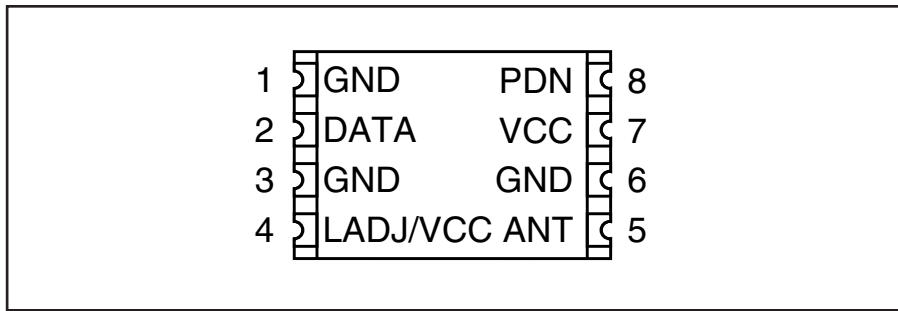 1 GND PDN 8
2 DATA VCC 7
3 GND GND 6
4 LADJ/VCC ANT 5